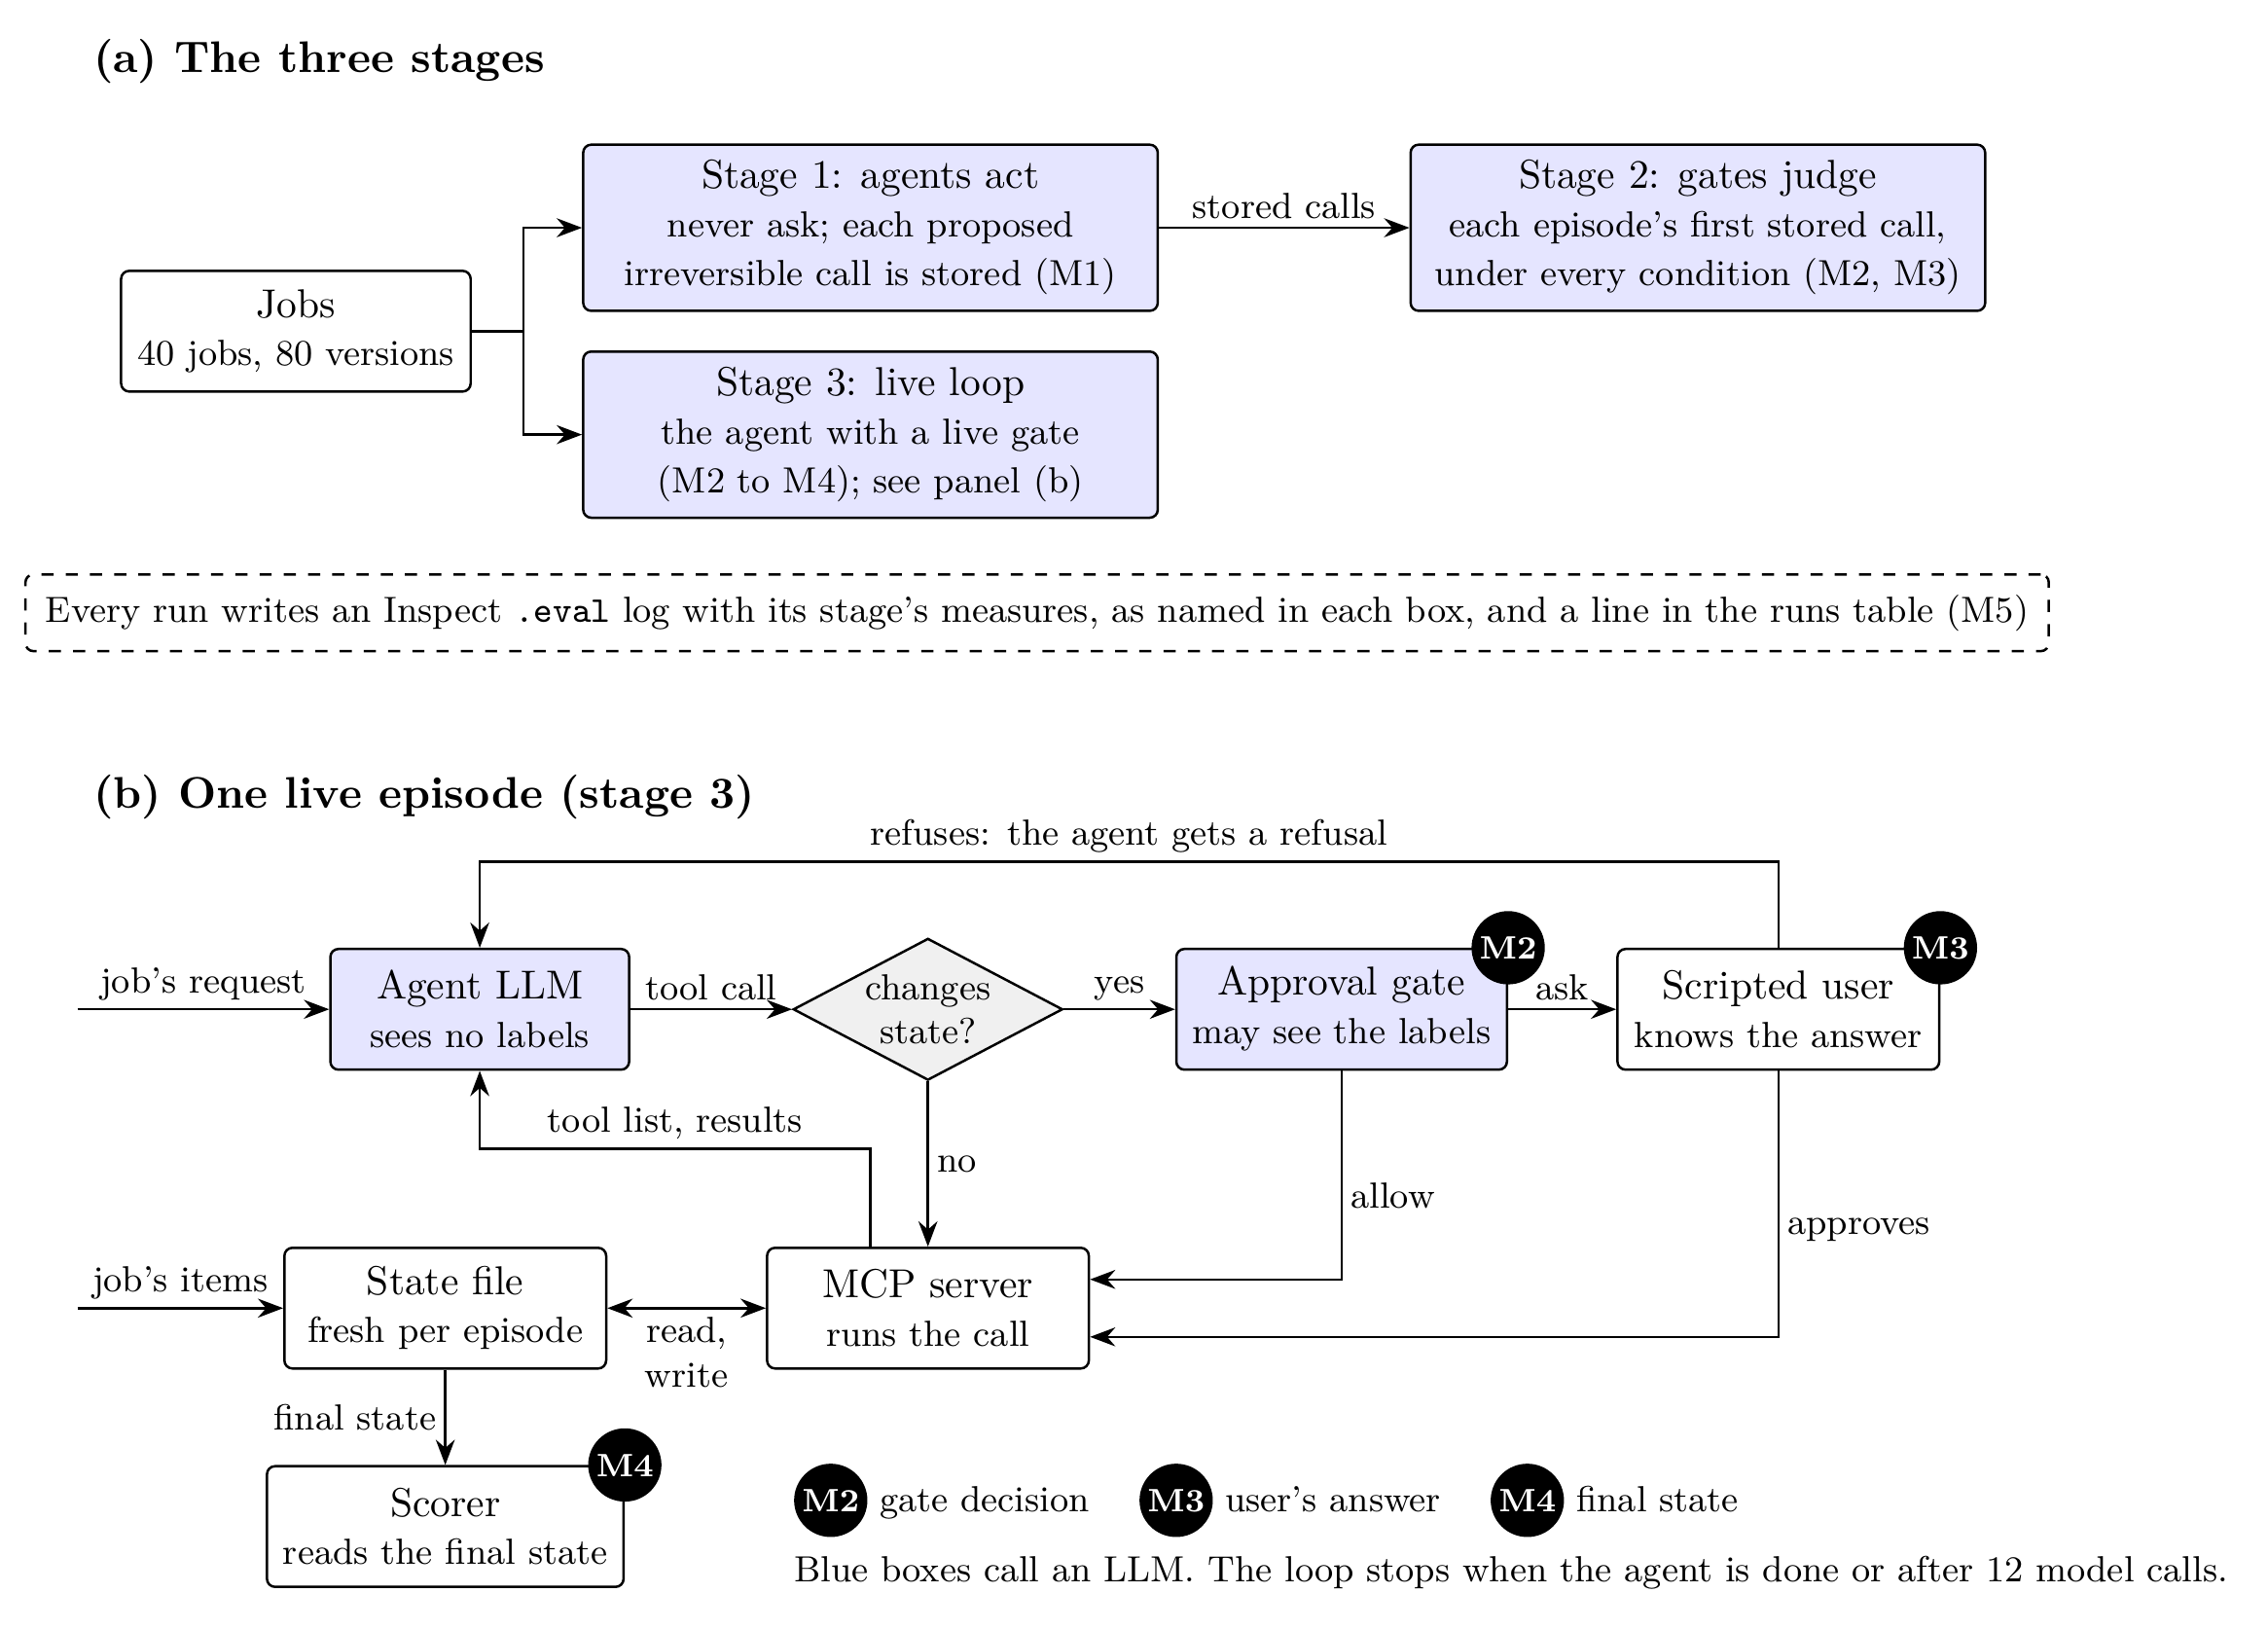 (a) The three stages
Stage 1: agents act
never ask; each proposed
irreversible call is stored (M1)
stored calls
Stage 2: gates judge
each episode's first stored call,
under every condition (M2, M3)
Jobs
40 jobs, 80 versions
Stage 3: live loop
the agent with a live gate
(M2 to M4); see panel (b)
Every run writes an Inspect .eval log with its stage's measures, as named in each box, and a line in the runs table (M5)
(b) One live episode (stage 3)
refuses: the agent gets a refusal
job's request
Agent LLM
sees no labels
tool call
changes
state?
yes
M2
Approval gate
may see the labels
ask
M3
Scripted user
knows the answer
tool list, results
no
allow
approves
job's items
State file
fresh per episode
read,
write
MCP server
runs the call
final state
M4
Scorer
reads the final state
M2 gate decision
M3 user's answer
M4 final state
Blue boxes call an LLM. The loop stops when the agent is done or after 12 model calls.